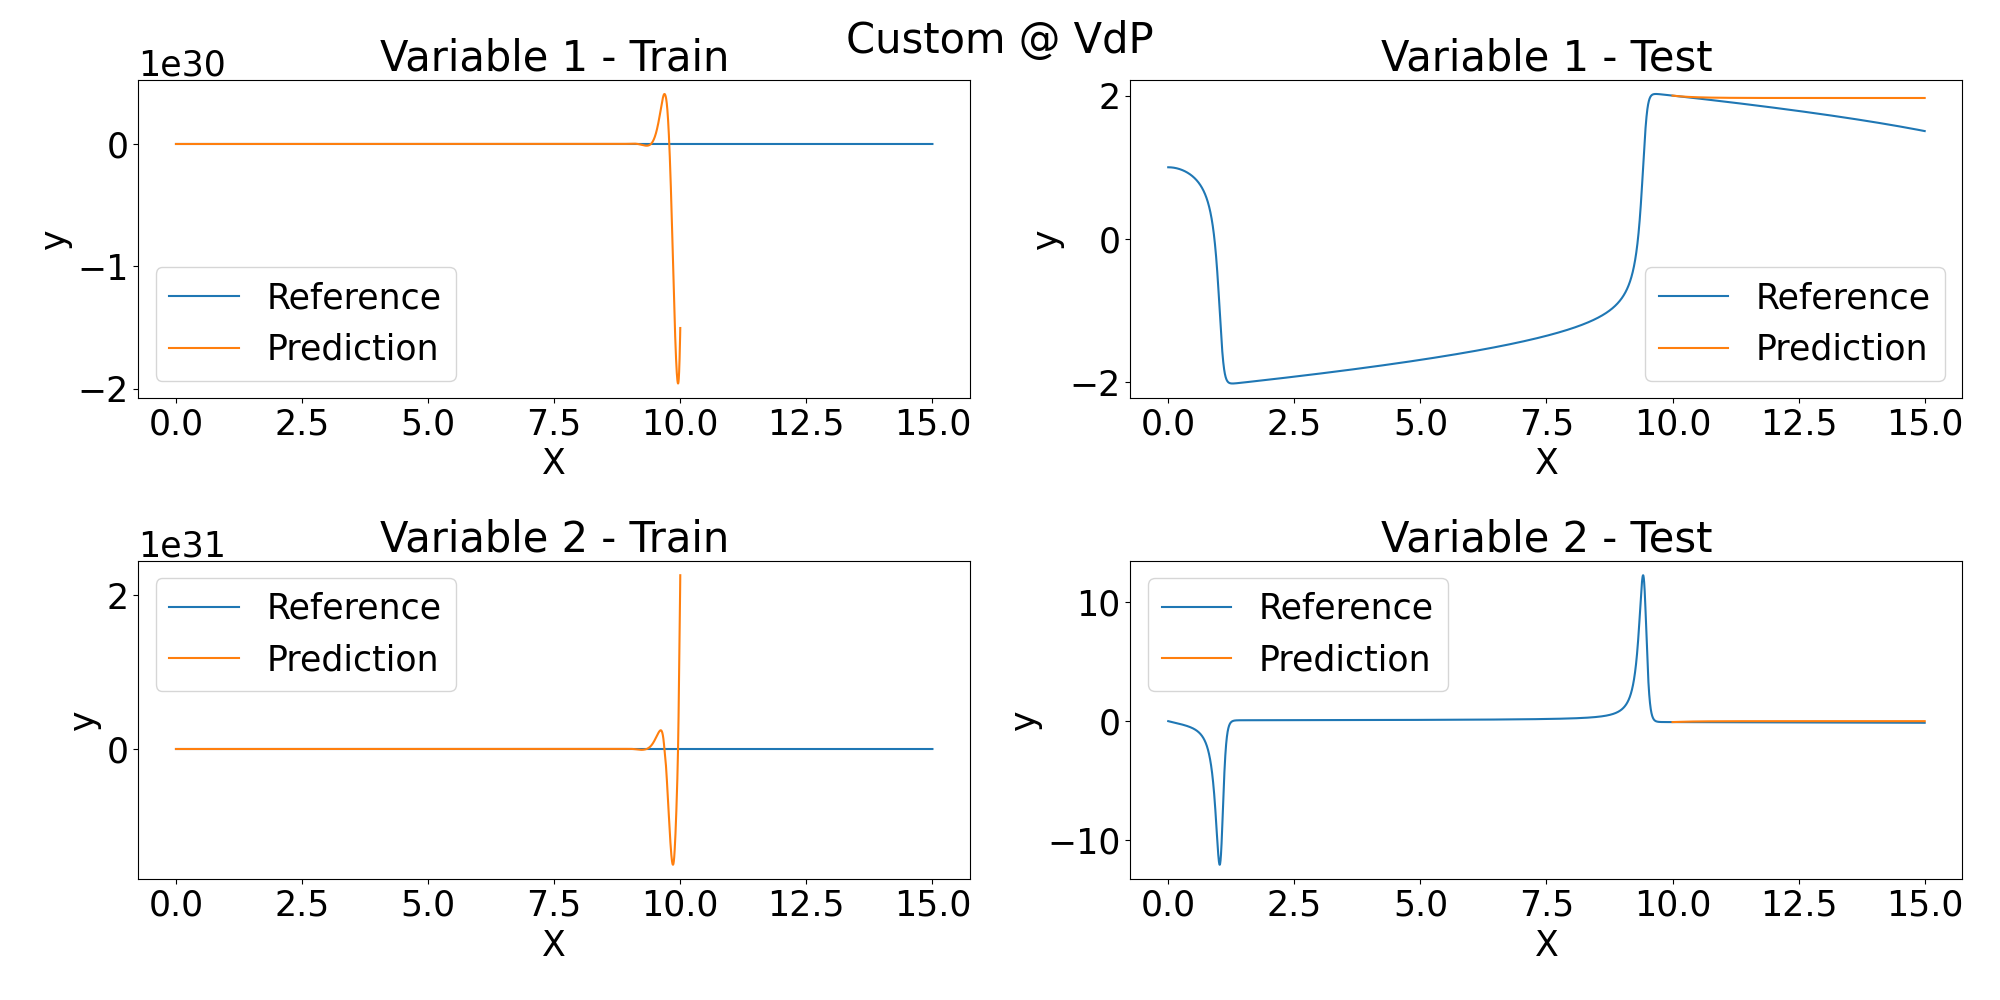 Custom @ VdP
Variable 1 - Train
1e30
0
−1
−2
y
Reference
Prediction
0.0 2.5 5.0 7.5 10.0 12.5 15.0
X
Variable 1 - Test
2
0
−2
y
Reference
Prediction
0.0 2.5 5.0 7.5 10.0 12.5 15.0
X
Variable 2 - Train
1e31
2
0
y
Reference
Prediction
0.0 2.5 5.0 7.5 10.0 12.5 15.0
X
Variable 2 - Test
10
0
−10
y
Reference
Prediction
0.0 2.5 5.0 7.5 10.0 12.5 15.0
X